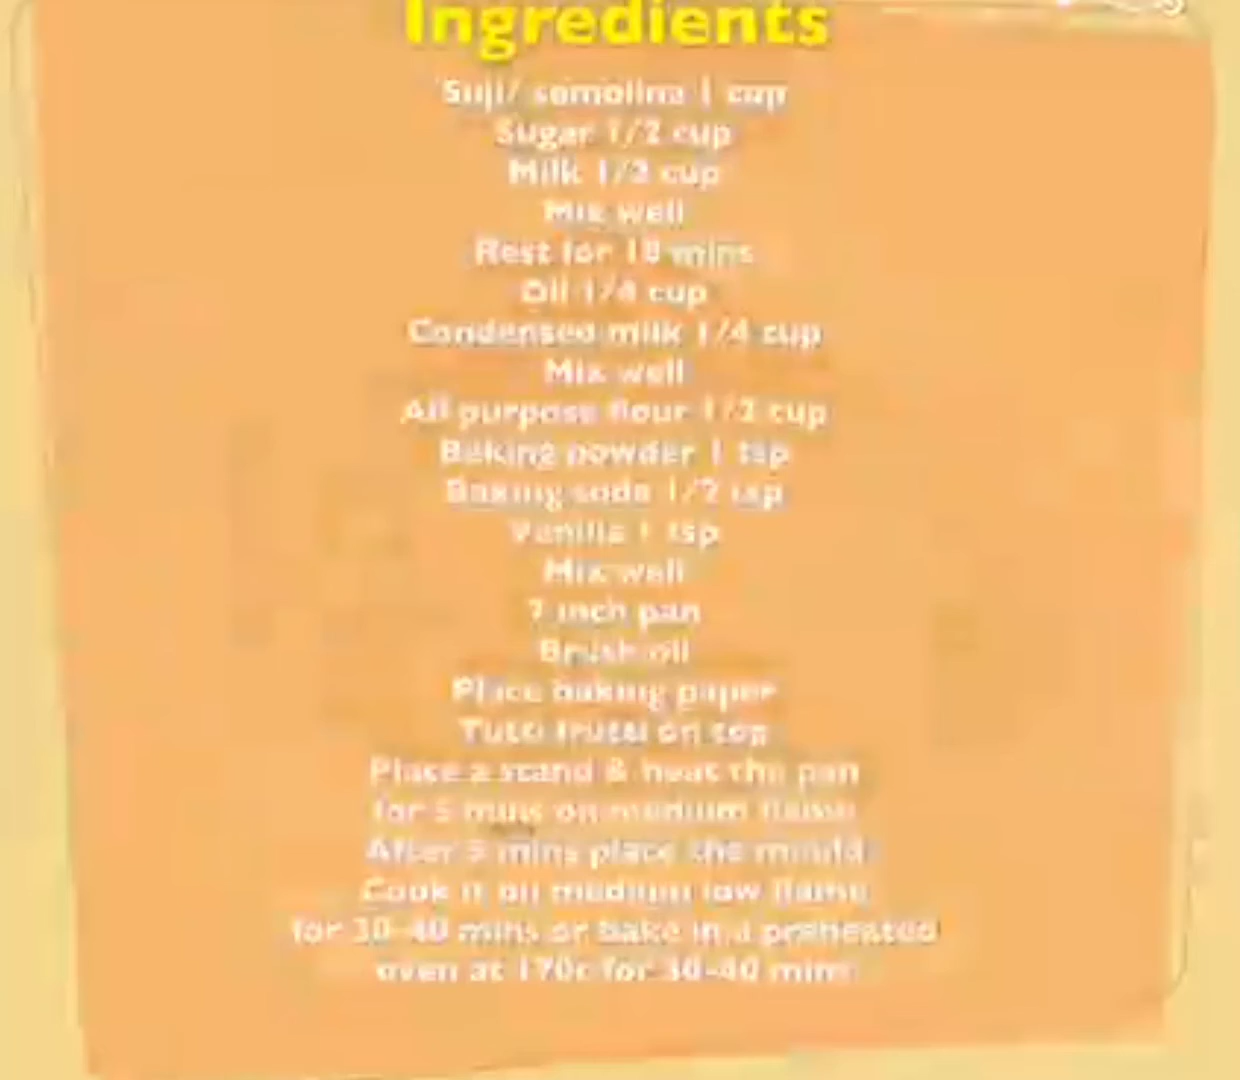 Ingredients
Suji/ semolina 1 cup
Sugar 1/2 cup
Milk 1/2 cup
Mix well
Rest for 10 mins
Oil 1/4 cup
Condensed milk 1/4 cup
Mix well
All purpose flour 1/2 cup
Baking powder 1 tsp
Baking soda 1/2 tsp
Vanilla 1 tsp
Mix well
7 inch pan
Brush oil
Place baking paper
Tutti frutti on top
Place a stand & heat the pan
for 5 mins on medium flame
After 5 mins place the mould
Cook it on medium low flame
for 30-40 mins or bake in a preheated
oven at 170c for 30-40 mins